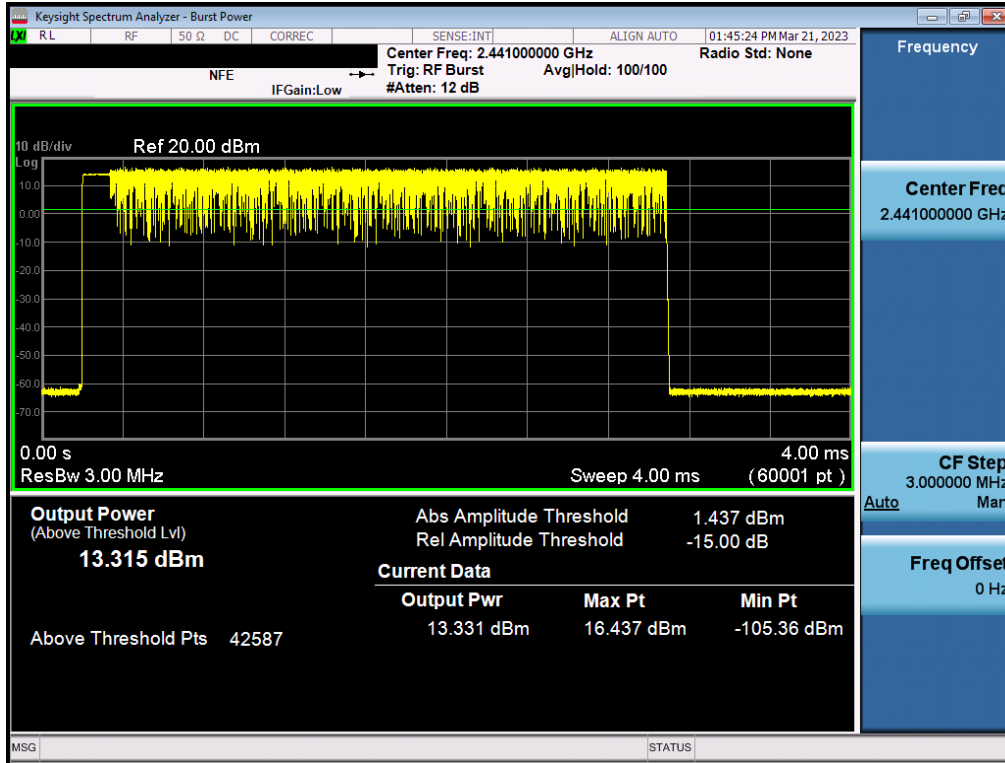 Keysight Spectrum Analyzer - Burst Power
LXI RL RF 50 Ω DC CORREC SENSE:INT ALIGN AUTO 01:45:24 PM Mar 21, 2023
Center Freq: 2.441000000 GHz Radio Std: None
NFE Trig: RF Burst Avg|Hold: 100/100
IFGain:Low #Atten: 12 dB
10 dB/div Ref 20.00 dBm
Log
10.0
0.00
-10.0
-20.0
-30.0
-40.0
-50.0
-60.0
-70.0
0.00 s 4.00 ms
ResBw 3.00 MHz Sweep 4.00 ms (60001 pt)
Output Power
(Above Threshold Lvl)
13.315 dBm
Above Threshold Pts 42587
Abs Amplitude Threshold 1.437 dBm
Rel Amplitude Threshold -15.00 dB
Current Data
Output Pwr Max Pt Min Pt
13.331 dBm 16.437 dBm -105.36 dBm
MSG STATUS
Frequency
Center Freq
2.441000000 GHz
CF Step
3.000000 MHz
Auto Man
Freq Offset
0 Hz